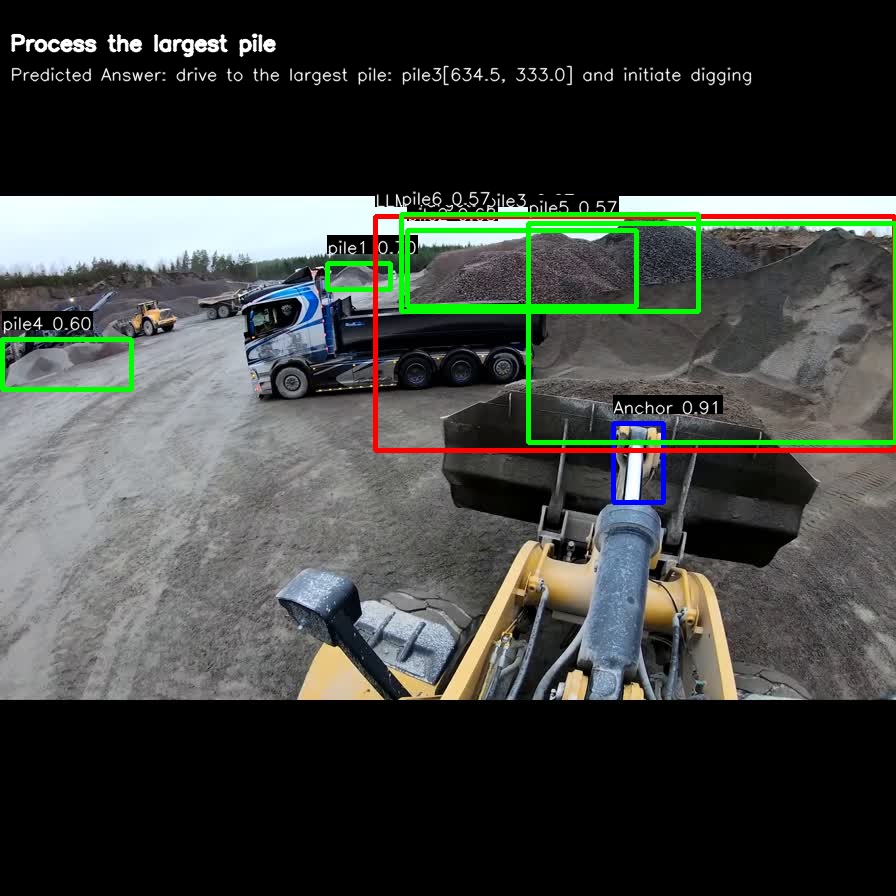 Process the largest pile
Predicted Answer: drive to the largest pile: pile3[634.5, 333.0] and initiate digging
pile6 0.57
pile3
pile5 0.57
pile1 0.70
pile4 0.60
Anchor 0.91